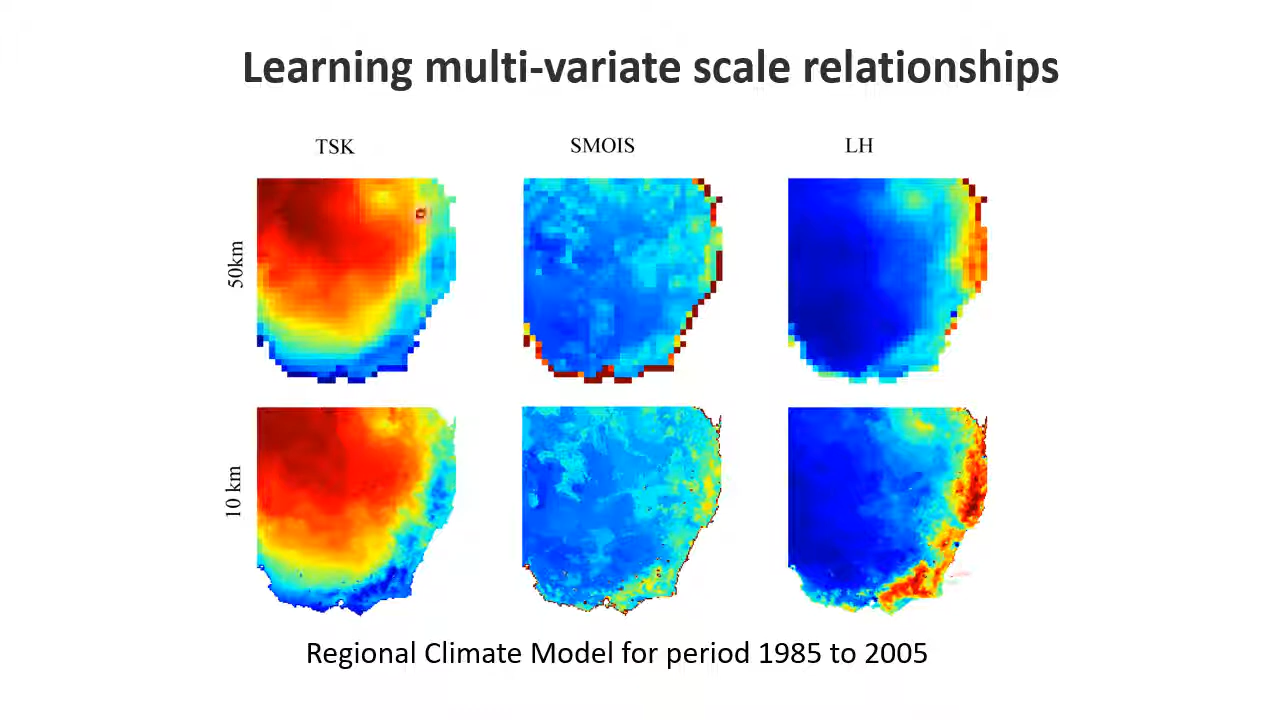 Learning multi-variate scale relationships
TSK SMOIS LH
50km
10 km
Regional Climate Model for period 1985 to 2005